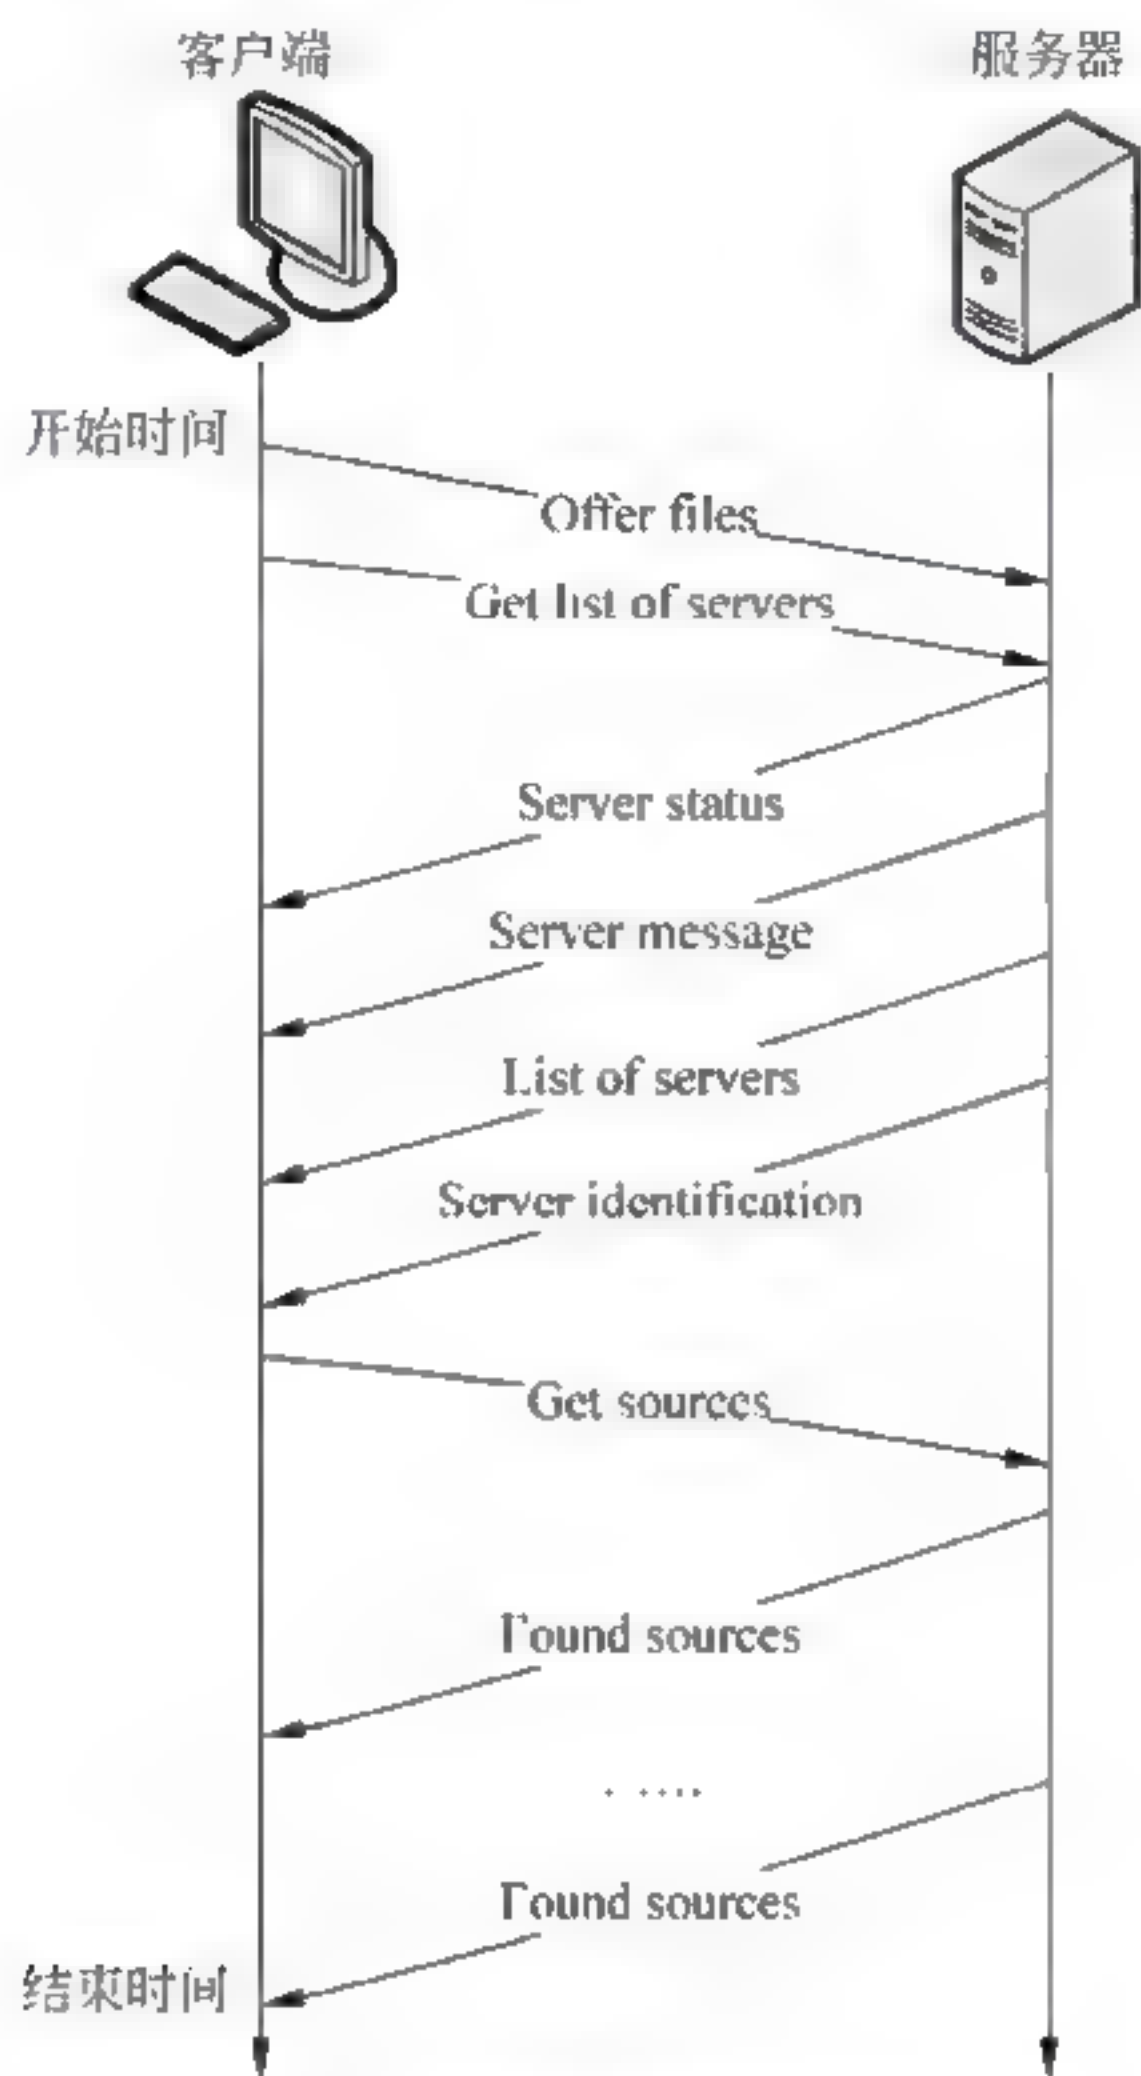 客户端
服务器
开始时间
Offer files
Get list of servers
Server status
Server message
List of servers
Server identification
Get sources
Found sources
......
Found sources
结束时间